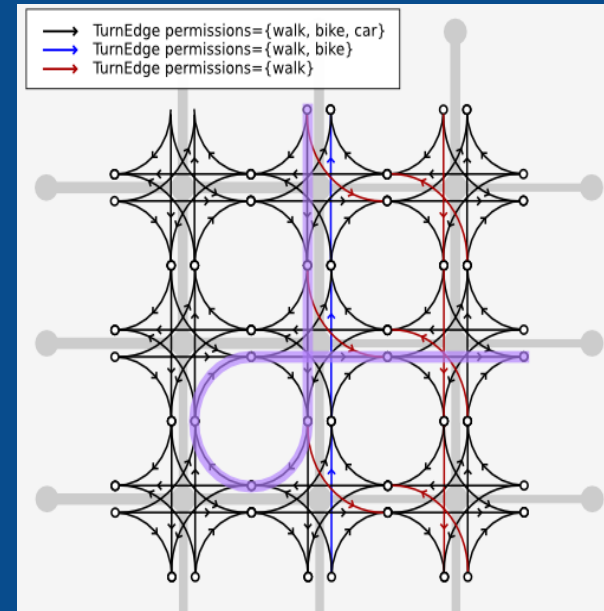 TurnEdge permissions={walk, bike, car}
TurnEdge permissions={walk, bike}
TurnEdge permissions={walk}